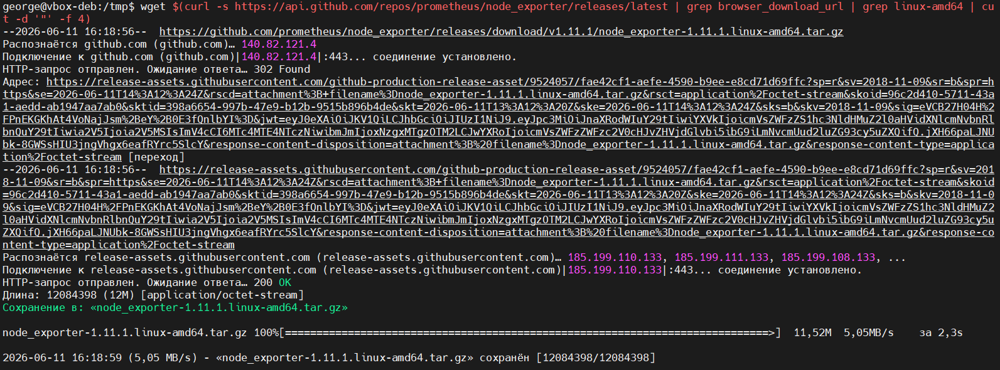 george@vbox-deb:/tmp$ wget $(curl -s https://api.github.com/repos/prometheus/node_exporter/releases/latest | grep browser_download_url | grep linux-amd64 | cu
t -d '"' -f 4)
--2026-06-11 16:18:56--  https://github.com/prometheus/node_exporter/releases/download/v1.11.1/node_exporter-1.11.1.linux-amd64.tar.gz
Распознаётся github.com (github.com)… 140.82.121.4
Подключение к github.com (github.com)|140.82.121.4|:443... соединение установлено.
HTTP-запрос отправлен. Ожидание ответа… 302 Found
Адрес: https://release-assets.githubusercontent.com/github-production-release-asset/9524057/fae42cf1-aefe-4590-b9ee-e8cd71d69ffc?sp=r&sv=2018-11-09&sr=b&spr=
https&se=2026-06-11T14%3A12%3A24Z&rscd=attachment%3B+filename%3Dnode_exporter-1.11.1.linux-amd64.tar.gz&rsct=application%2Foctet-stream&skoid=96c2d410-5711-43a
1-aedd-ab1947aa7ab0&sktid=398a6654-997b-47e9-b12b-9515b896b4de&skt=2026-06-11T13%3A12%3A20Z&ske=2026-06-11T14%3A12%3A24Z&sks=b&skv=2018-11-09&sig=eVCB27H04H%2
FPnEKGKhAt4VoNajJsm%2BeY%2B0E3fQnlbYI%3D&jwt=eyJ0eXAiOiJKV1QiLCJhbGciOiJIUzI1NiJ9.eyJpc3MiOiJnaXRodWIuY29tIiwiYXVkIjoicmVsZWFzZS1hc3NldHMuZ2l0aHVidXNlcmNvbnRl
bnQuY29tIiwia2V5Ijoia2V5MSIsImV4cCI6MTc4MTE4NTczNiwibmJmIjoxNzgxMTgzOTM2LCJwYXRoIjoicmVsZWFzZWFzc2V0cHJvZHVjdGlvbi5ibG9iLmNvcmUud2luZG93cy5uZXQifQ.jXH66paLJNU
bk-8GWSsHIU3jngVhgx6eafRYrc5SlcY&response-content-disposition=attachment%3B%20filename%3Dnode_exporter-1.11.1.linux-amd64.tar.gz&response-content-type=applica
tion%2Foctet-stream [переход]
--2026-06-11 16:18:56--  https://release-assets.githubusercontent.com/github-production-release-asset/9524057/fae42cf1-aefe-4590-b9ee-e8cd71d69ffc?sp=r&sv=201
8-11-09&sr=b&spr=https&se=2026-06-11T14%3A12%3A24Z&rscd=attachment%3B+filename%3Dnode_exporter-1.11.1.linux-amd64.tar.gz&rsct=application%2Foctet-stream&skoid
=96c2d410-5711-43a1-aedd-ab1947aa7ab0&sktid=398a6654-997b-47e9-b12b-9515b896b4de&skt=2026-06-11T13%3A12%3A20Z&ske=2026-06-11T14%3A12%3A24Z&sks=b&skv=2018-11-0
9&sig=eVCB27H04H%2FPnEKGKhAt4VoNajJsm%2BeY%2B0E3fQnlbYI%3D&jwt=eyJ0eXAiOiJKV1QiLCJhbGciOiJIUzI1NiJ9.eyJpc3MiOiJnaXRodWIuY29tIiwiYXVkIjoicmVsZWFzZS1hc3NldHMuZ2
l0aHVidXNlcmNvbnRlbnQuY29tIiwia2V5Ijoia2V5MSIsImV4cCI6MTc4MTE4NTczNiwibmJmIjoxNzgxMTgzOTM2LCJwYXRoIjoicmVsZWFzZWFzc2V0cHJvZHVjdGlvbi5ibG9iLmNvcmUud2luZG93cy5u
ZXQifQ.jXH66paLJNUbk-8GWSsHIU3jngVhgx6eafRYrc5SlcY&response-content-disposition=attachment%3B%20filename%3Dnode_exporter-1.11.1.linux-amd64.tar.gz&response-co
ntent-type=application%2Foctet-stream
Распознаётся release-assets.githubusercontent.com (release-assets.githubusercontent.com)… 185.199.110.133, 185.199.111.133, 185.199.108.133, ...
Подключение к release-assets.githubusercontent.com (release-assets.githubusercontent.com)|185.199.110.133|:443... соединение установлено.
HTTP-запрос отправлен. Ожидание ответа… 200 OK
Длина: 12084398 (12M) [application/octet-stream]
Сохранение в: «node_exporter-1.11.1.linux-amd64.tar.gz»
node_exporter-1.11.1.linux-amd64.tar.gz 100%[=============================================================================>]  11,52M  5,05MB/s    за 2,3s
2026-06-11 16:18:59 (5,05 MB/s) - «node_exporter-1.11.1.linux-amd64.tar.gz» сохранён [12084398/12084398]